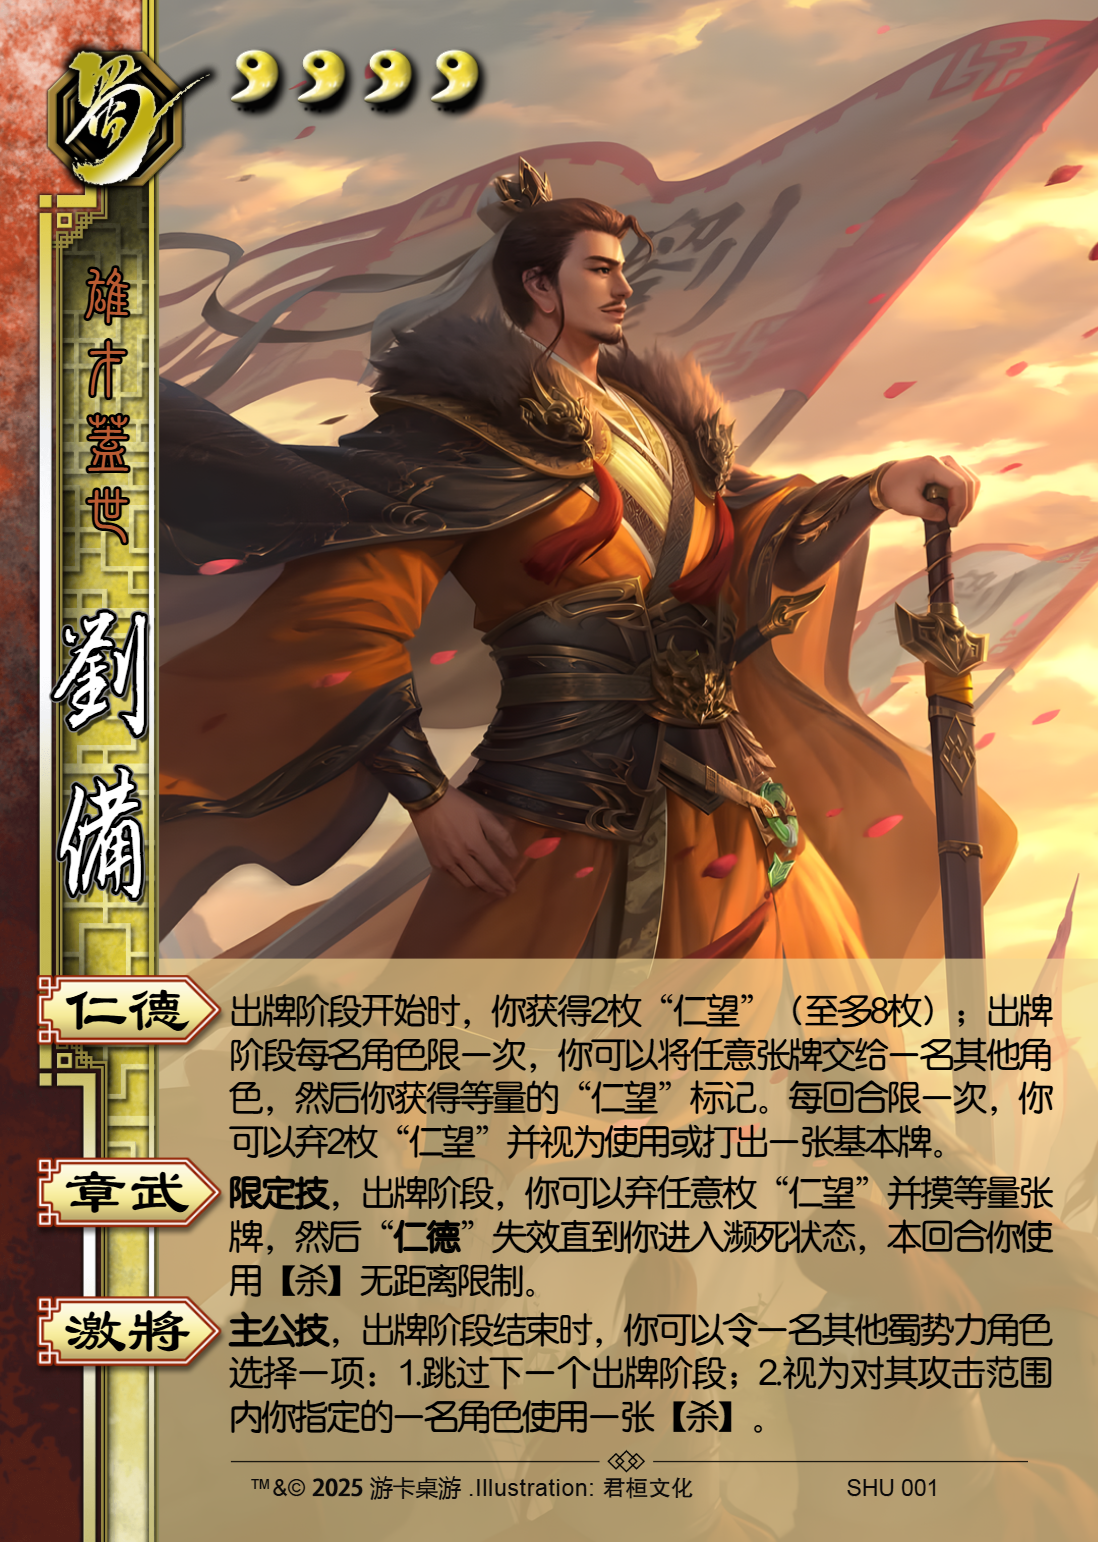 蜀
雄才蓋世
劉備
仁德
出牌阶段开始时，你获得2枚“仁望”（至多8枚）；出牌
阶段每名角色限一次，你可以将任意张牌交给一名其他角
色，然后你获得等量的“仁望”标记。每回合限一次，你
可以弃2枚“仁望”并视为使用或打出一张基本牌。
章武
限定技，出牌阶段，你可以弃任意枚“仁望”并摸等量张
牌，然后“仁德”失效直到你进入濒死状态，本回合你使
用【杀】无距离限制。
激將
主公技，出牌阶段结束时，你可以令一名其他蜀势力角色
选择一项：1.跳过下一个出牌阶段；2.视为对其攻击范围
内你指定的一名角色使用一张【杀】。
™&© 2025 游卡桌游 .Illustration: 君桓文化
SHU 001